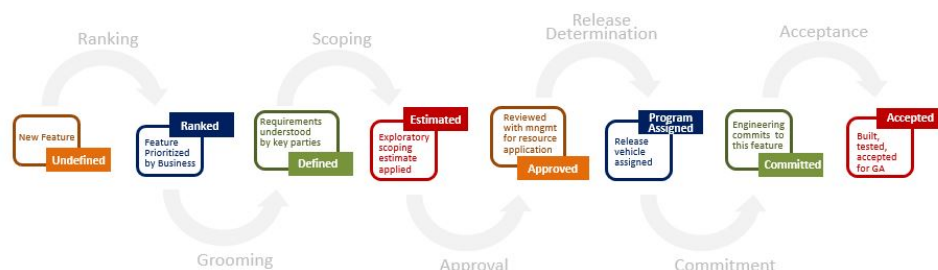 Ranking
Scoping
Release
Determination
Acceptance
New Feature
Undefined
Ranked
Feature
Prioritized
by Business
Requirements
understood
by key parties
Defined
Estimated
Exploratory
scoping
estimate
applied
Reviewed
with mngmt
for resource
application
Approved
Program
Assigned
Release
vehicle
assigned
Engineering
commits to
this feature
Committed
Accepted
Built,
tested,
accepted
for GA
Grooming
Approval
Commitment